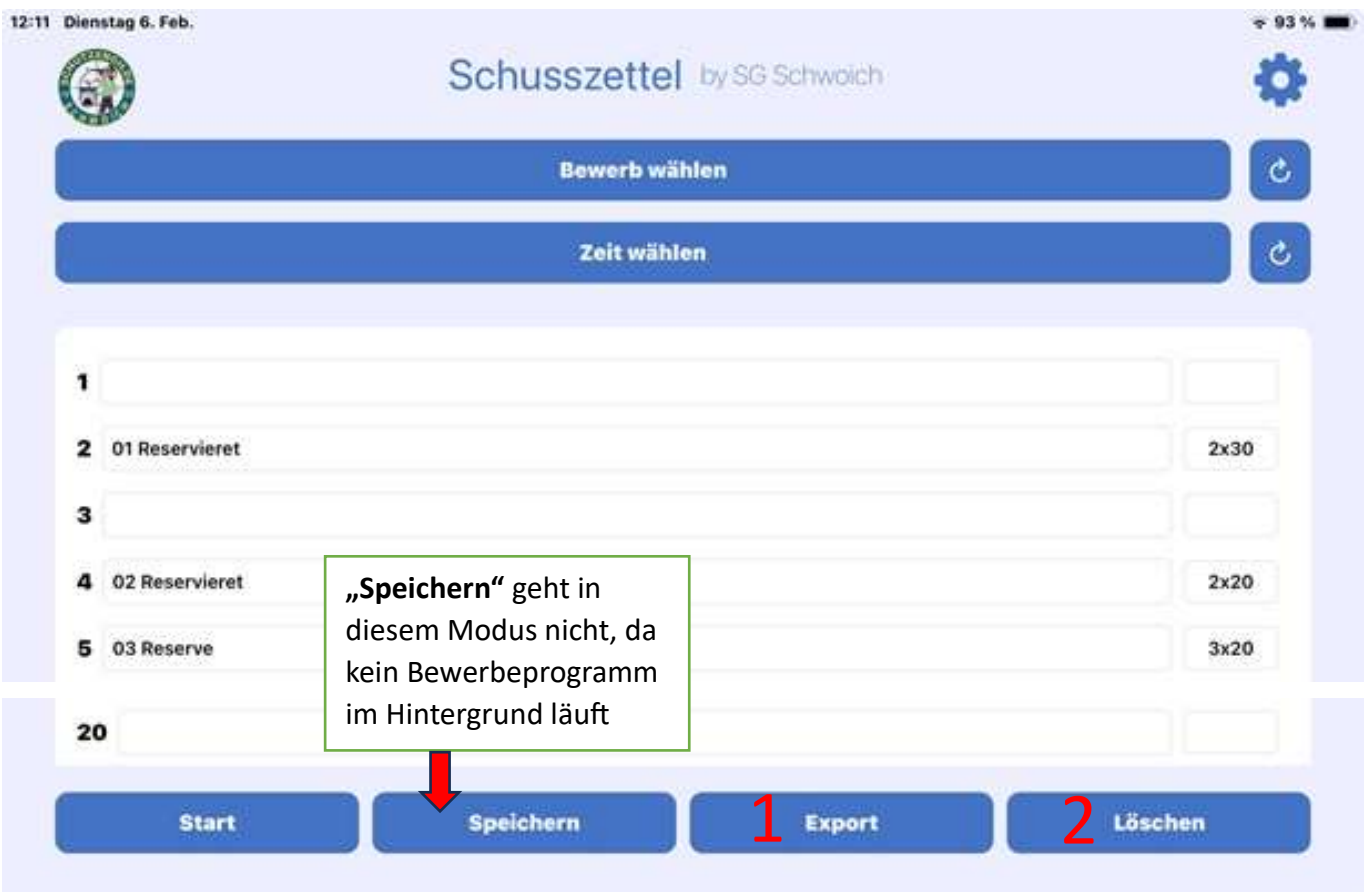 12:11 Dienstag 6. Feb. 93 %
Schusszettel by SG Schwoich
Bewerb wählen
Zeit wählen
1
2 01 Reservieret 2x30
3
4 02 Reservieret 2x20
5 03 Reserve 3x20
20
„Speichern“ geht in
diesem Modus nicht, da
kein Bewerbeprogramm
im Hintergrund läuft
Start Speichern 1 Export 2 Löschen